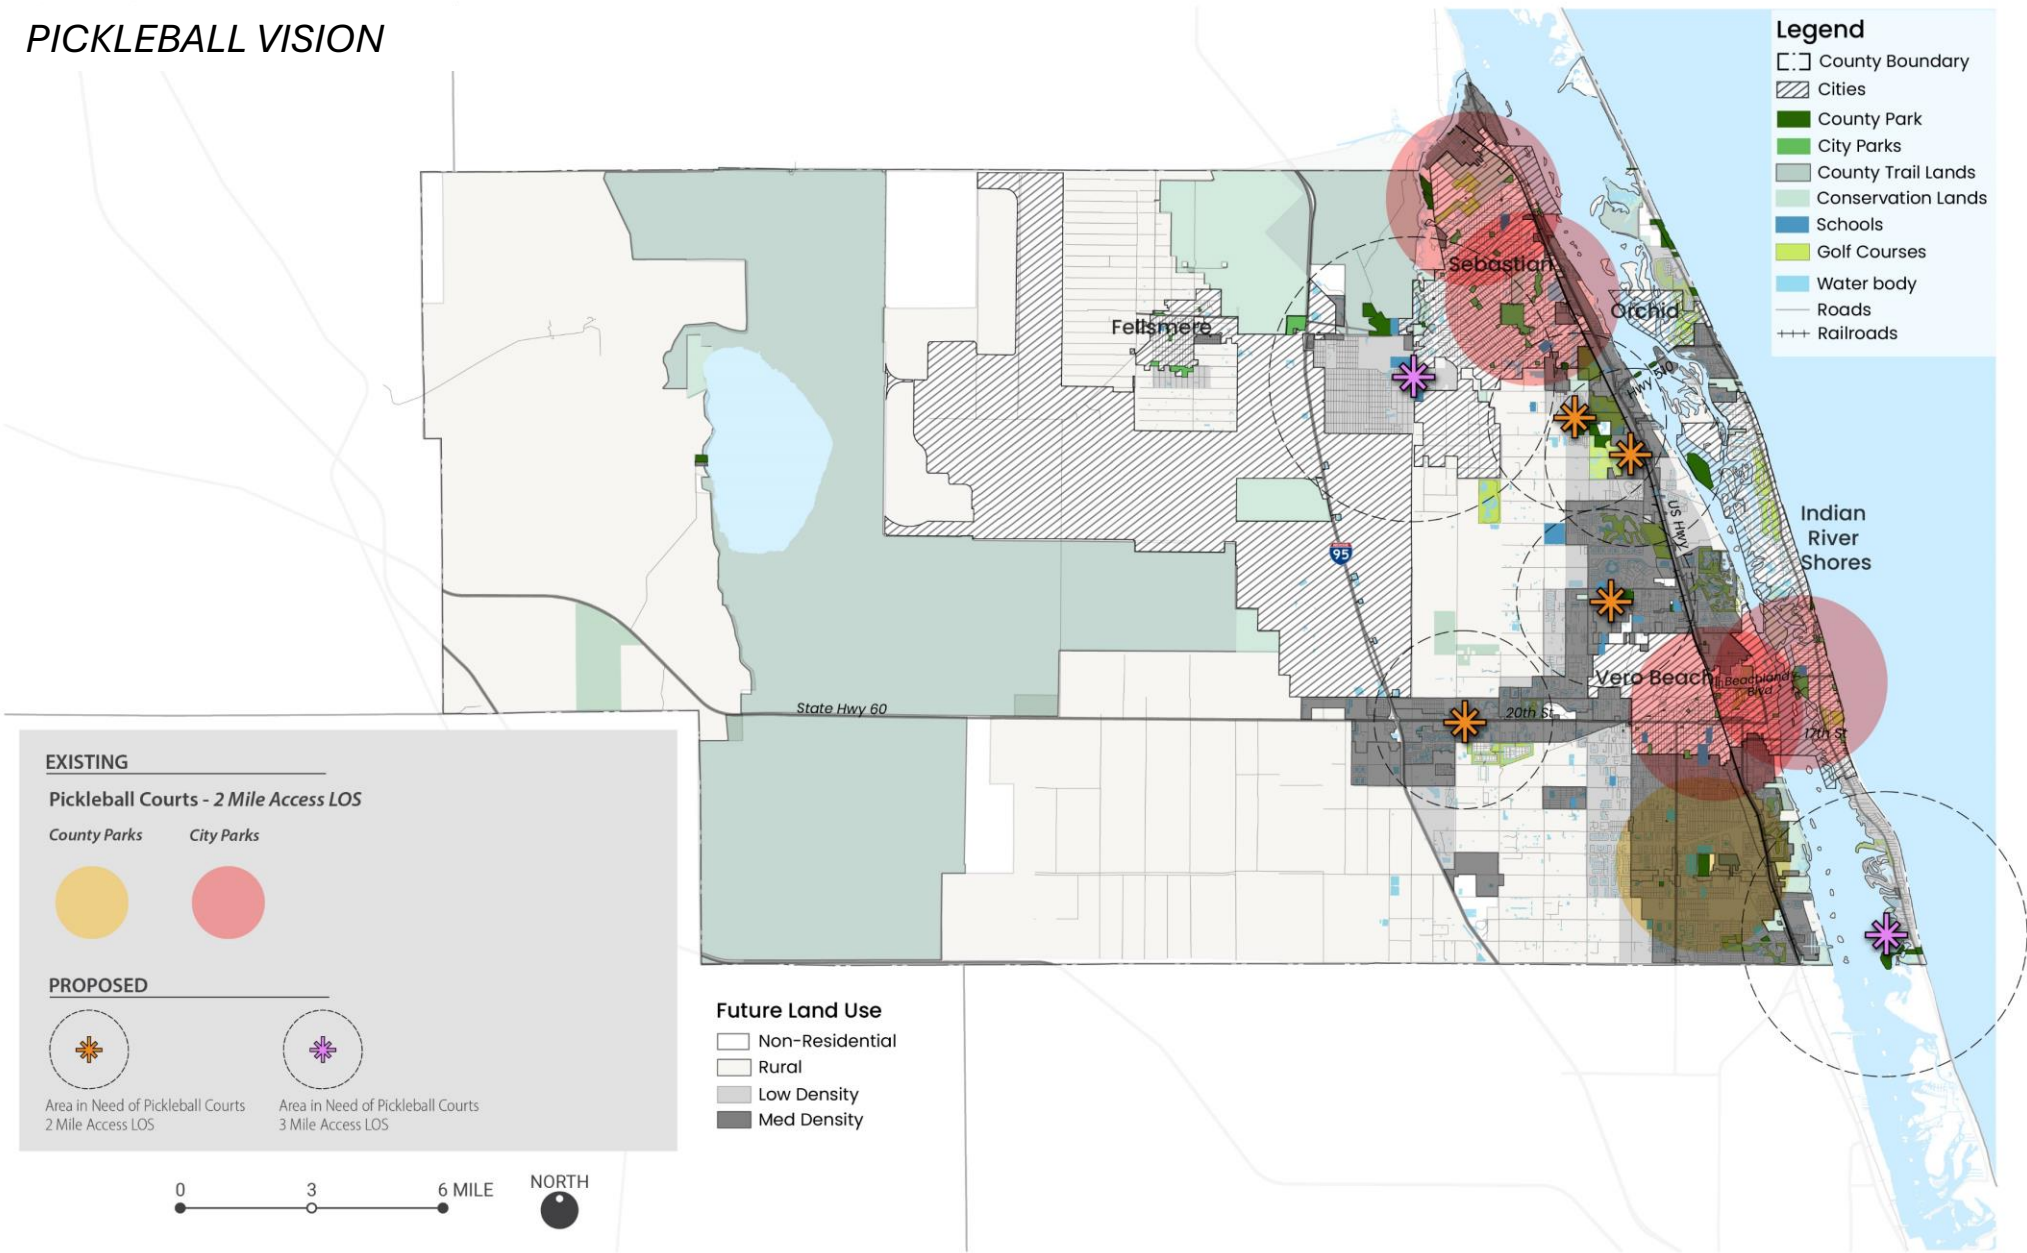 PICKLEBALL VISION
Legend
County Boundary
Cities
County Park
City Parks
County Trail Lands
Conservation Lands
Schools
Golf Courses
Water body
Roads
Railroads
Sebastian
Orchid
Fellsmere
Hwy 510
US Hwy 1
95
Indian
River
Shores
Vero Beach
Beachland
Blvd
State Hwy 60
20th St
17th St
EXISTING
Pickleball Courts - 2 Mile Access LOS
County Parks City Parks
PROPOSED
Area in Need of Pickleball Courts
2 Mile Access LOS
Area in Need of Pickleball Courts
3 Mile Access LOS
Future Land Use
Non-Residential
Rural
Low Density
Med Density
0 3 6 MILE
NORTH